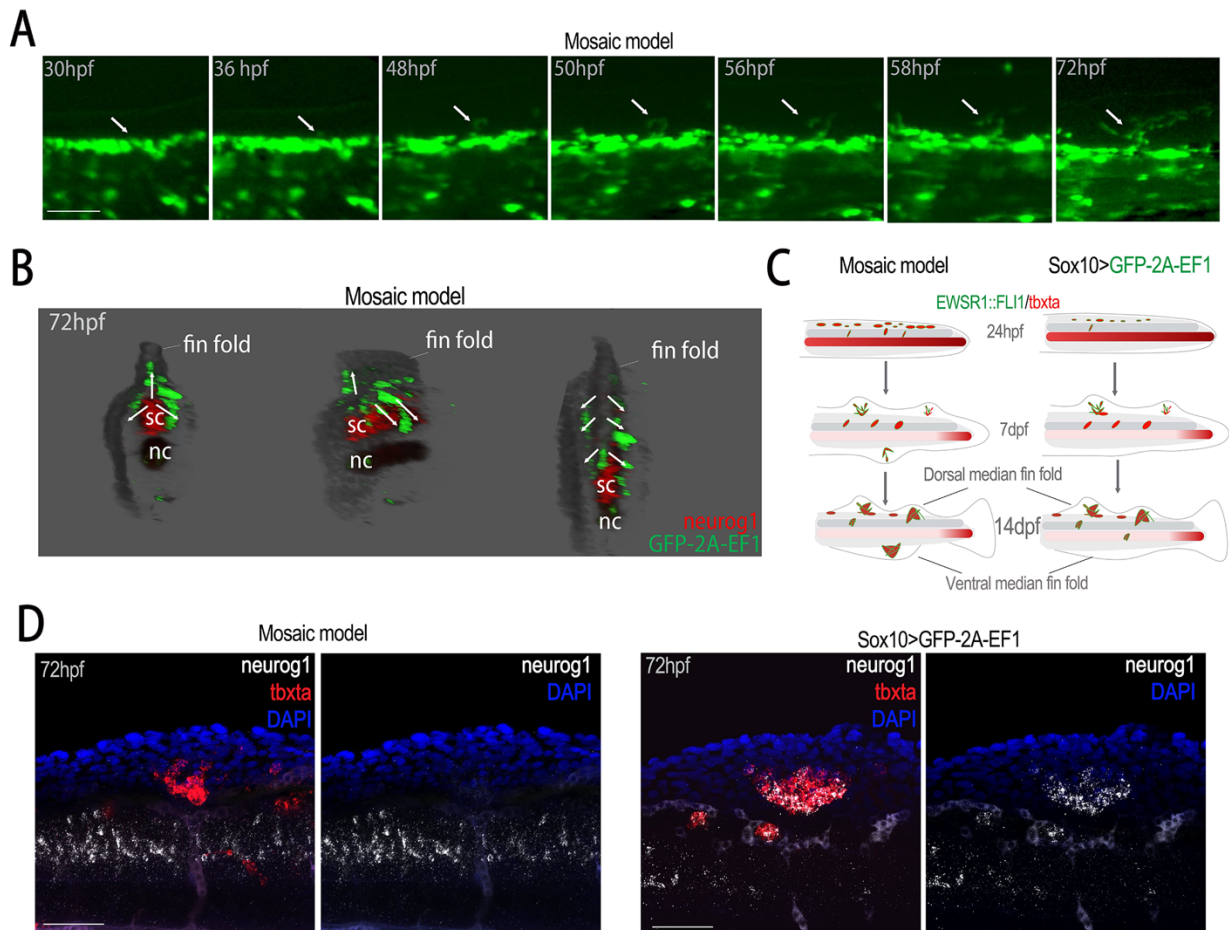 A
Mosaic model
30hpf
36 hpf
48hpf
50hpf
56hpf
58hpf
72hpf
B
Mosaic model
72hpf
fin fold
fin fold
fin fold
sc
nc
sc
nc
sc
nc
neurog1
GFP-2A-EF1
C
Mosaic model
Sox10>GFP-2A-EF1
EWSR1::FLI1/tbxta
24hpf
7dpf
Dorsal median fin fold
14dpf
Ventral median fin fold
D
Mosaic model
72hpf
neurog1
tbxta
DAPI
neurog1
DAPI
Sox10>GFP-2A-EF1
72hpf
neurog1
tbxta
DAPI
neurog1
DAPI